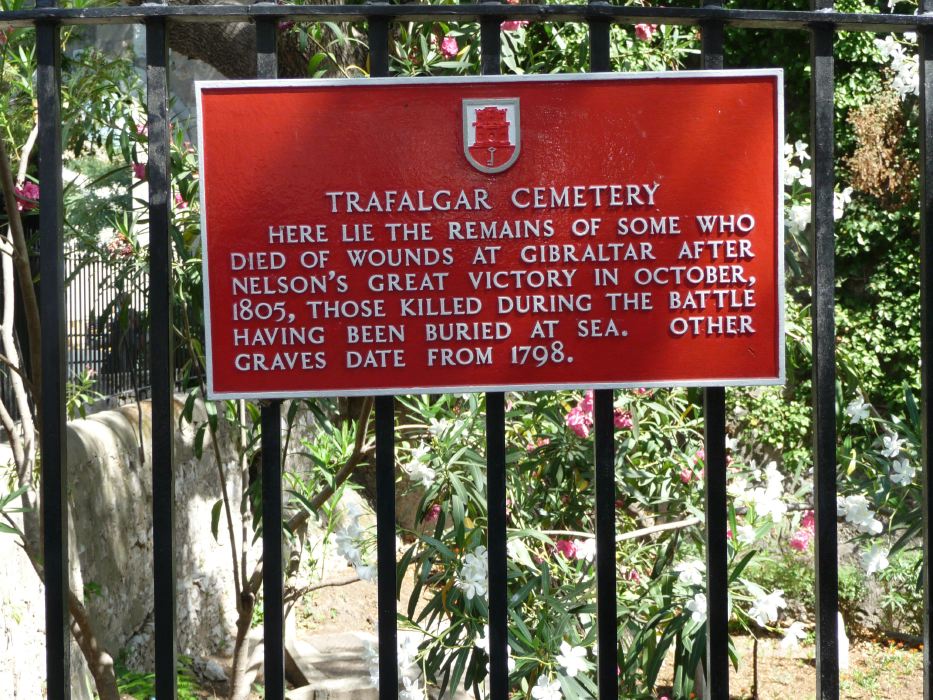 TRAFALGAR CEMETERY
HERE LIE THE REMAINS OF SOME WHO
DIED OF WOUNDS AT GIBRALTAR AFTER
NELSON'S GREAT VICTORY IN OCTOBER,
1805, THOSE KILLED DURING THE BATTLE
HAVING BEEN BURIED AT SEA. OTHER
GRAVES DATE FROM 1798.